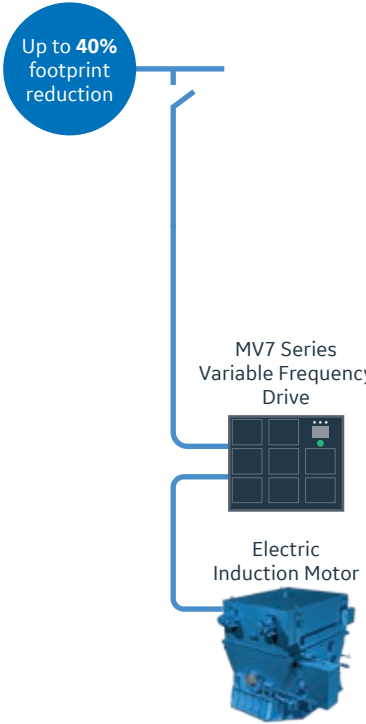 Up to 40%
footprint
reduction
MV7 Series
Variable Frequency
Drive
Electric
Induction Motor